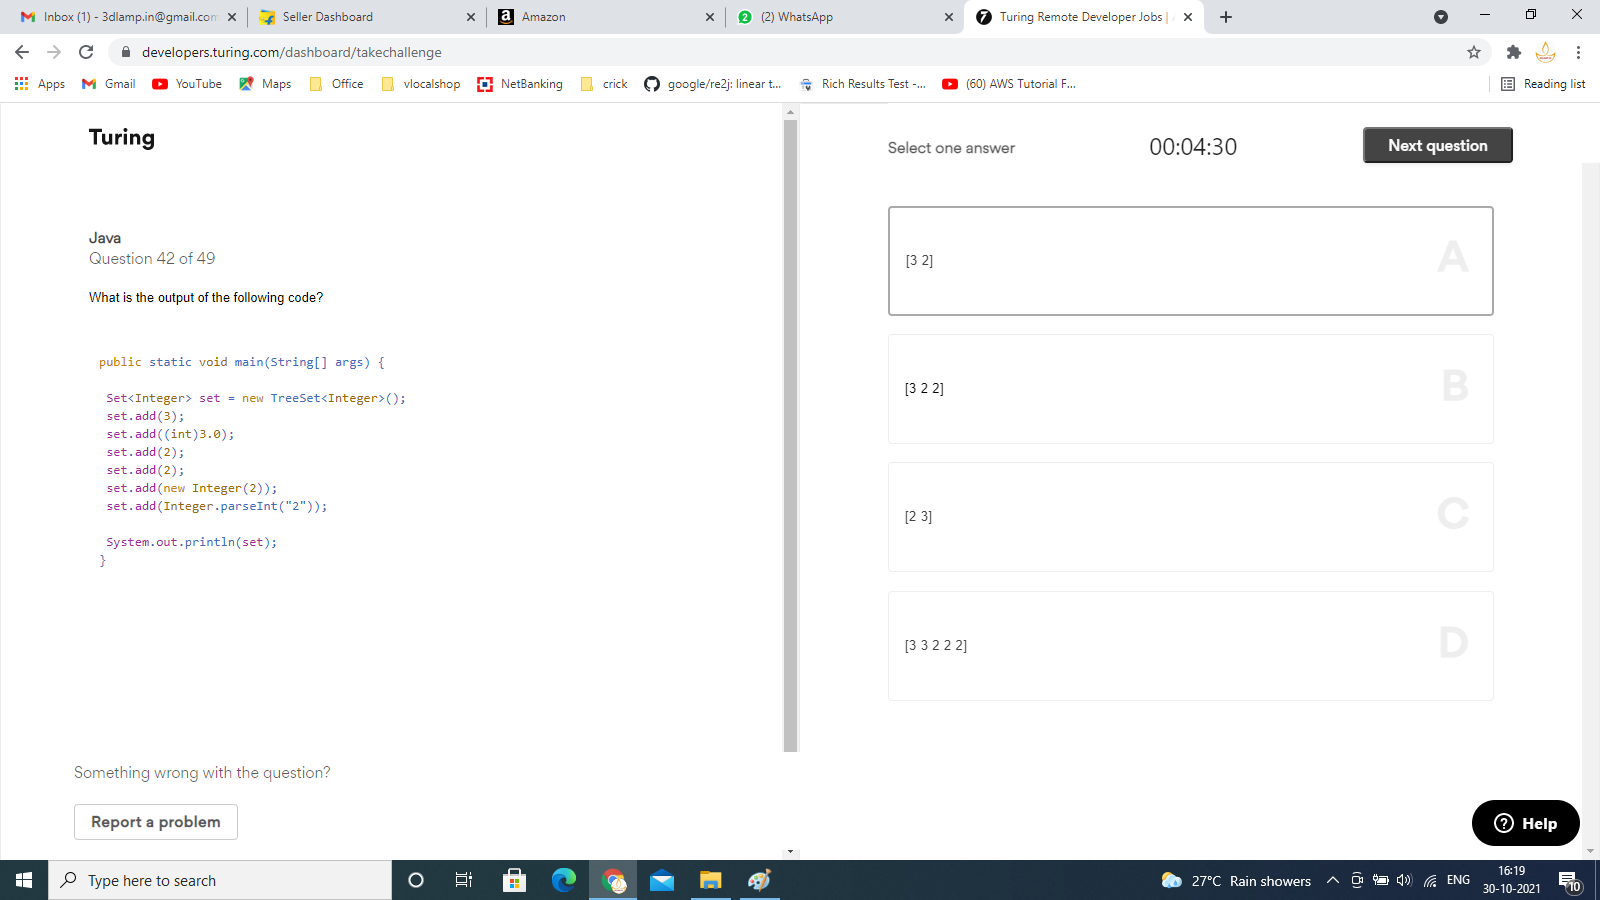 Inbox (1) - 3dlamp.in@gmail.com
Seller Dashboard
Amazon
(2) WhatsApp
Turing Remote Developer Jobs |
developers.turing.com/dashboard/takechallenge
Apps
Gmail
YouTube
Maps
Office
vlocalshop
NetBanking
crick
google/re2j: linear t...
Rich Results Test -...
(60) AWS Tutorial F...
Reading list
Turing
Java
Question 42 of 49
What is the output of the following code?
public static void main(String[] args) {
Set<Integer> set = new TreeSet<Integer>();
set.add(3);
set.add((int)3.0);
set.add(2);
set.add(2);
set.add(new Integer(2));
set.add(Integer.parseInt("2"));
System.out.println(set);
}
Something wrong with the question?
Report a problem
Select one answer
00:04:30
Next question
[3 2]
A
[3 2 2]
B
[2 3]
C
[3 3 2 2 2]
D
Help
Type here to search
27°C Rain showers
ENG
16:19
30-10-2021
10